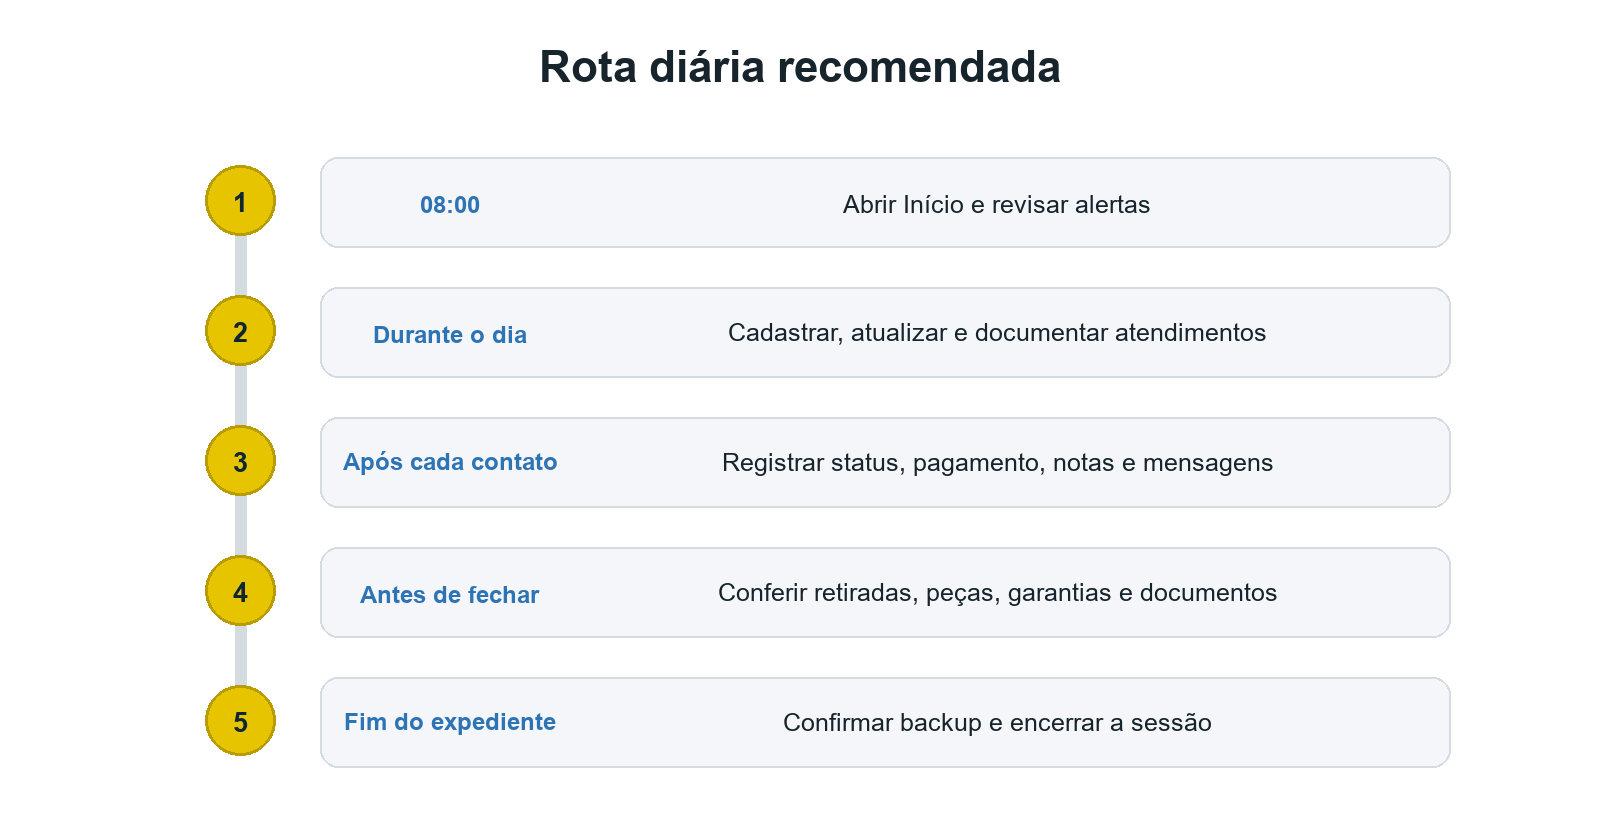 Rota diária recomendada
1
08:00
Abrir Início e revisar alertas
2
Durante o dia
Cadastrar, atualizar e documentar atendimentos
3
Após cada contato
Registrar status, pagamento, notas e mensagens
4
Antes de fechar
Conferir retiradas, peças, garantias e documentos
5
Fim do expediente
Confirmar backup e encerrar a sessão